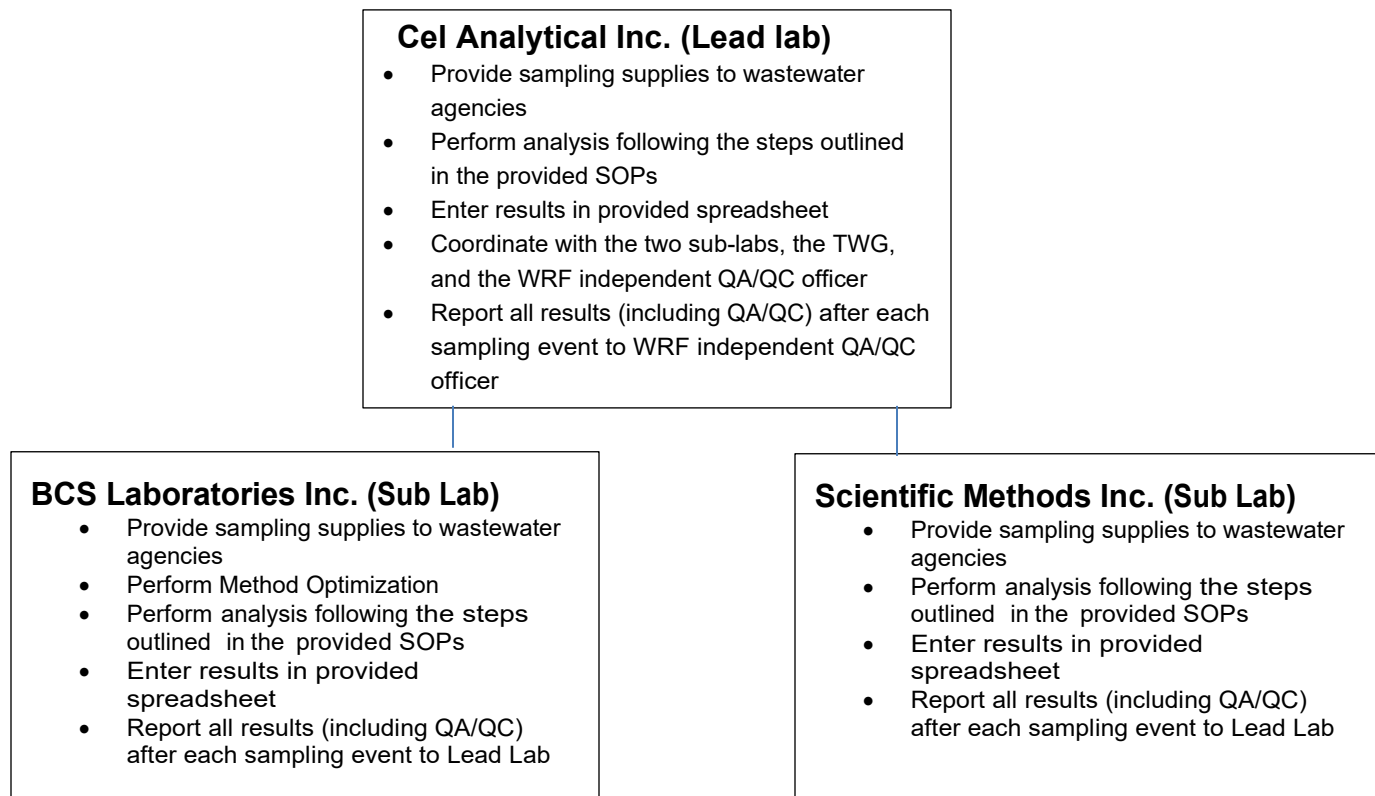 Cel Analytical Inc. (Lead lab)
• Provide sampling supplies to wastewater
agencies
• Perform analysis following the steps outlined
in the provided SOPs
• Enter results in provided spreadsheet
• Coordinate with the two sub-labs, the TWG,
and the WRF independent QA/QC officer
• Report all results (including QA/QC) after each
sampling event to WRF independent QA/QC
officer
BCS Laboratories Inc. (Sub Lab)
• Provide sampling supplies to wastewater
agencies
• Perform Method Optimization
• Perform analysis following the steps
outlined in the provided SOPs
• Enter results in provided
spreadsheet
• Report all results (including QA/QC)
after each sampling event to Lead Lab
Scientific Methods Inc. (Sub Lab)
• Provide sampling supplies to wastewater
agencies
• Perform analysis following the steps
outlined in the provided SOPs
• Enter results in provided
spreadsheet
• Report all results (including QA/QC)
after each sampling event to Lead Lab